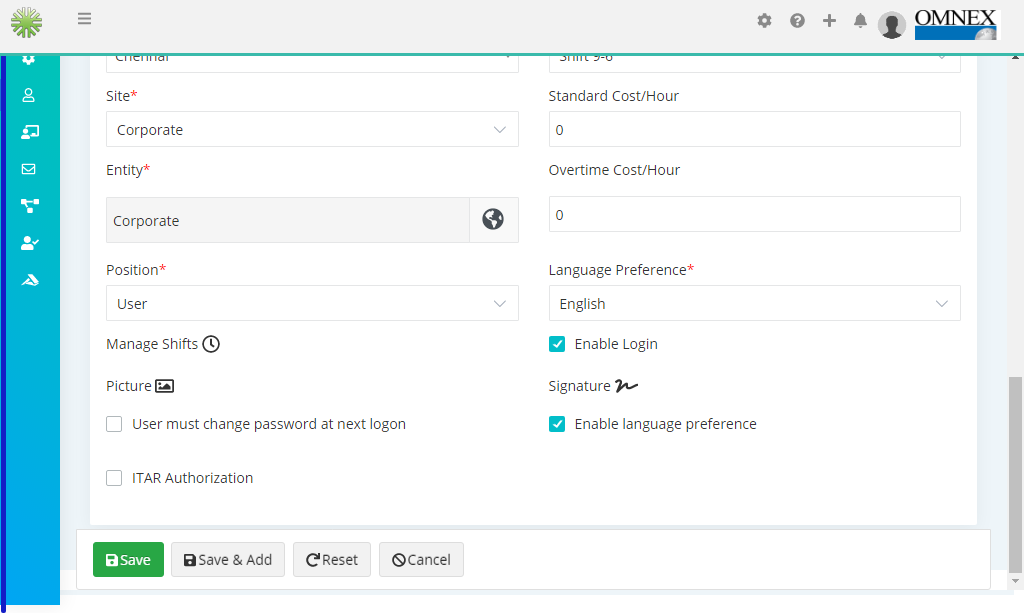 OMNEX
Chennai
Shift 9-6
Site*
Standard Cost/Hour
Corporate
0
Entity*
Overtime Cost/Hour
Corporate
0
Position*
Language Preference*
User
English
Manage Shifts
Enable Login
Picture
Signature
User must change password at next logon
Enable language preference
ITAR Authorization
Save
Save & Add
Reset
Cancel